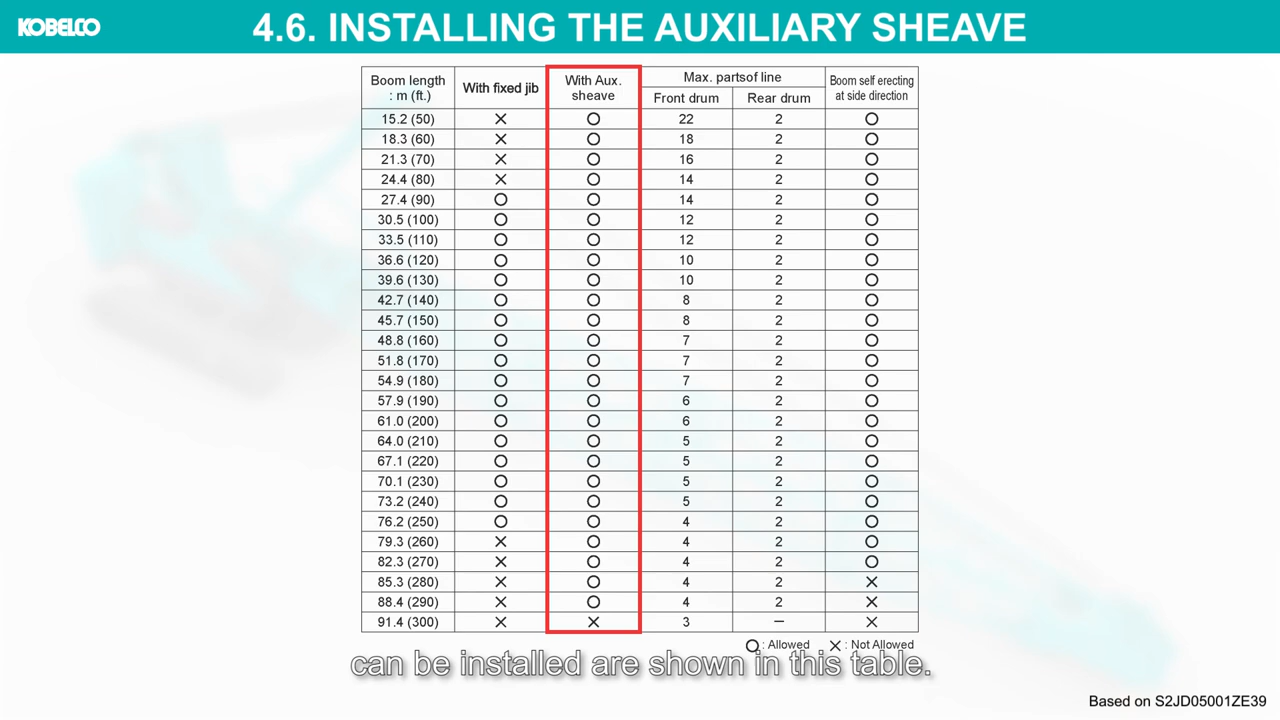 KOBELCO
4.6. INSTALLING THE AUXILIARY SHEAVE
Boom length : m (ft.) With fixed jib With Aux. sheave Max. partsof line Boom self erecting at side direction
Front drum Rear drum
15.2 (50) × ○ 22 2 ○
18.3 (60) × ○ 18 2 ○
21.3 (70) × ○ 16 2 ○
24.4 (80) × ○ 14 2 ○
27.4 (90) ○ ○ 14 2 ○
30.5 (100) ○ ○ 12 2 ○
33.5 (110) ○ ○ 12 2 ○
36.6 (120) ○ ○ 10 2 ○
39.6 (130) ○ ○ 10 2 ○
42.7 (140) ○ ○ 8 2 ○
45.7 (150) ○ ○ 8 2 ○
48.8 (160) ○ ○ 7 2 ○
51.8 (170) ○ ○ 7 2 ○
54.9 (180) ○ ○ 7 2 ○
57.9 (190) ○ ○ 6 2 ○
61.0 (200) ○ ○ 6 2 ○
64.0 (210) ○ ○ 5 2 ○
67.1 (220) ○ ○ 5 2 ○
70.1 (230) ○ ○ 5 2 ○
73.2 (240) ○ ○ 5 2 ○
76.2 (250) ○ ○ 4 2 ○
79.3 (260) × ○ 4 2 ○
82.3 (270) × ○ 4 2 ○
85.3 (280) × ○ 4 2 ×
88.4 (290) × ○ 4 2 ×
91.4 (300) × × 3 – ×
○ : Allowed × : Not Allowed
can be installed are shown in this table.
Based on S2JD05001ZE39